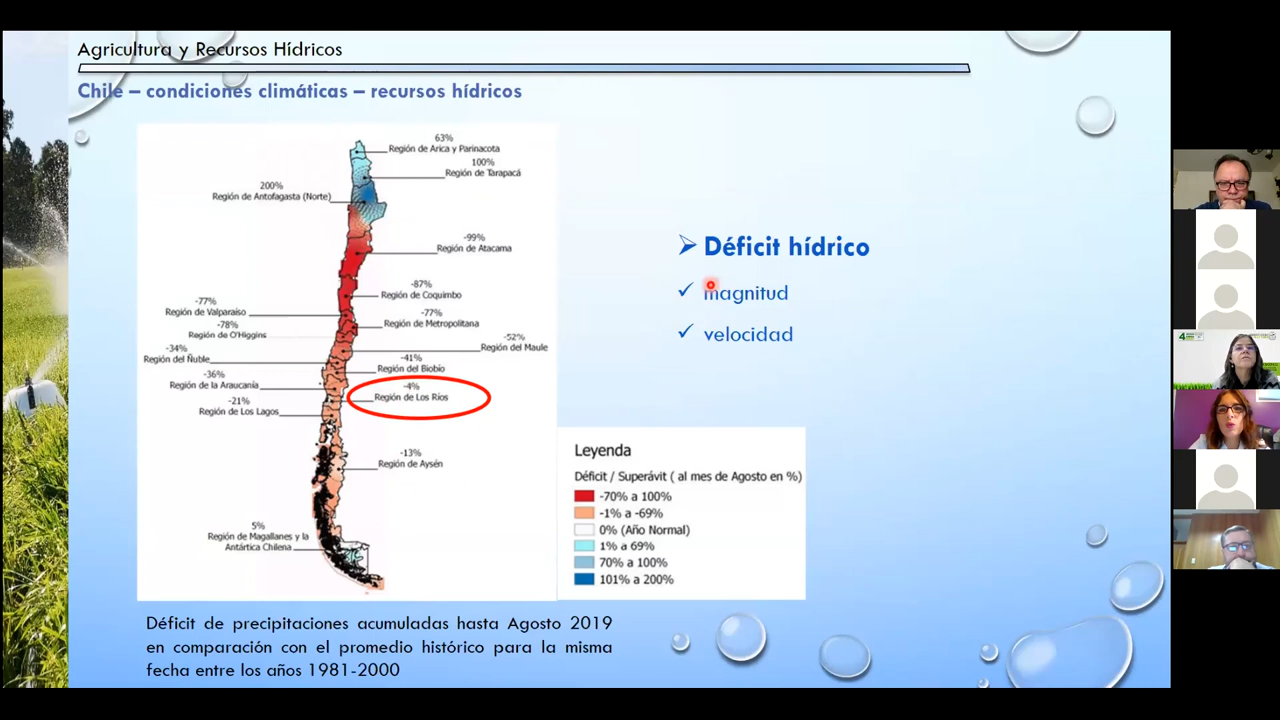 Agricultura y Recursos Hídricos
Chile – condiciones climáticas – recursos hídricos
63%
Región de Arica y Parinacota
100%
Región de Tarapacá
200%
Región de Antofagasta (Norte)
-99%
Región de Atacama
-87%
Región de Coquimbo
-77%
Región de Valparaíso
-77%
Región de Metropolitana
-78%
Región de O'Higgins
-52%
Región del Maule
-34%
Región del Ñuble
-41%
Región del Biobío
-36%
Región de la Araucanía
-4%
Región de Los Ríos
-21%
Región de Los Lagos
-13%
Región de Aysén
5%
Región de Magallanes y la
Antártica Chilena
➢ Déficit hídrico
✓ magnitud
✓ velocidad
Leyenda
Déficit / Superávit ( al mes de Agosto en %)
-70% a 100%
-1% a -69%
0% (Año Normal)
1% a 69%
70% a 100%
101% a 200%
Déficit de precipitaciones acumuladas hasta Agosto 2019
en comparación con el promedio histórico para la misma
fecha entre los años 1981-2000